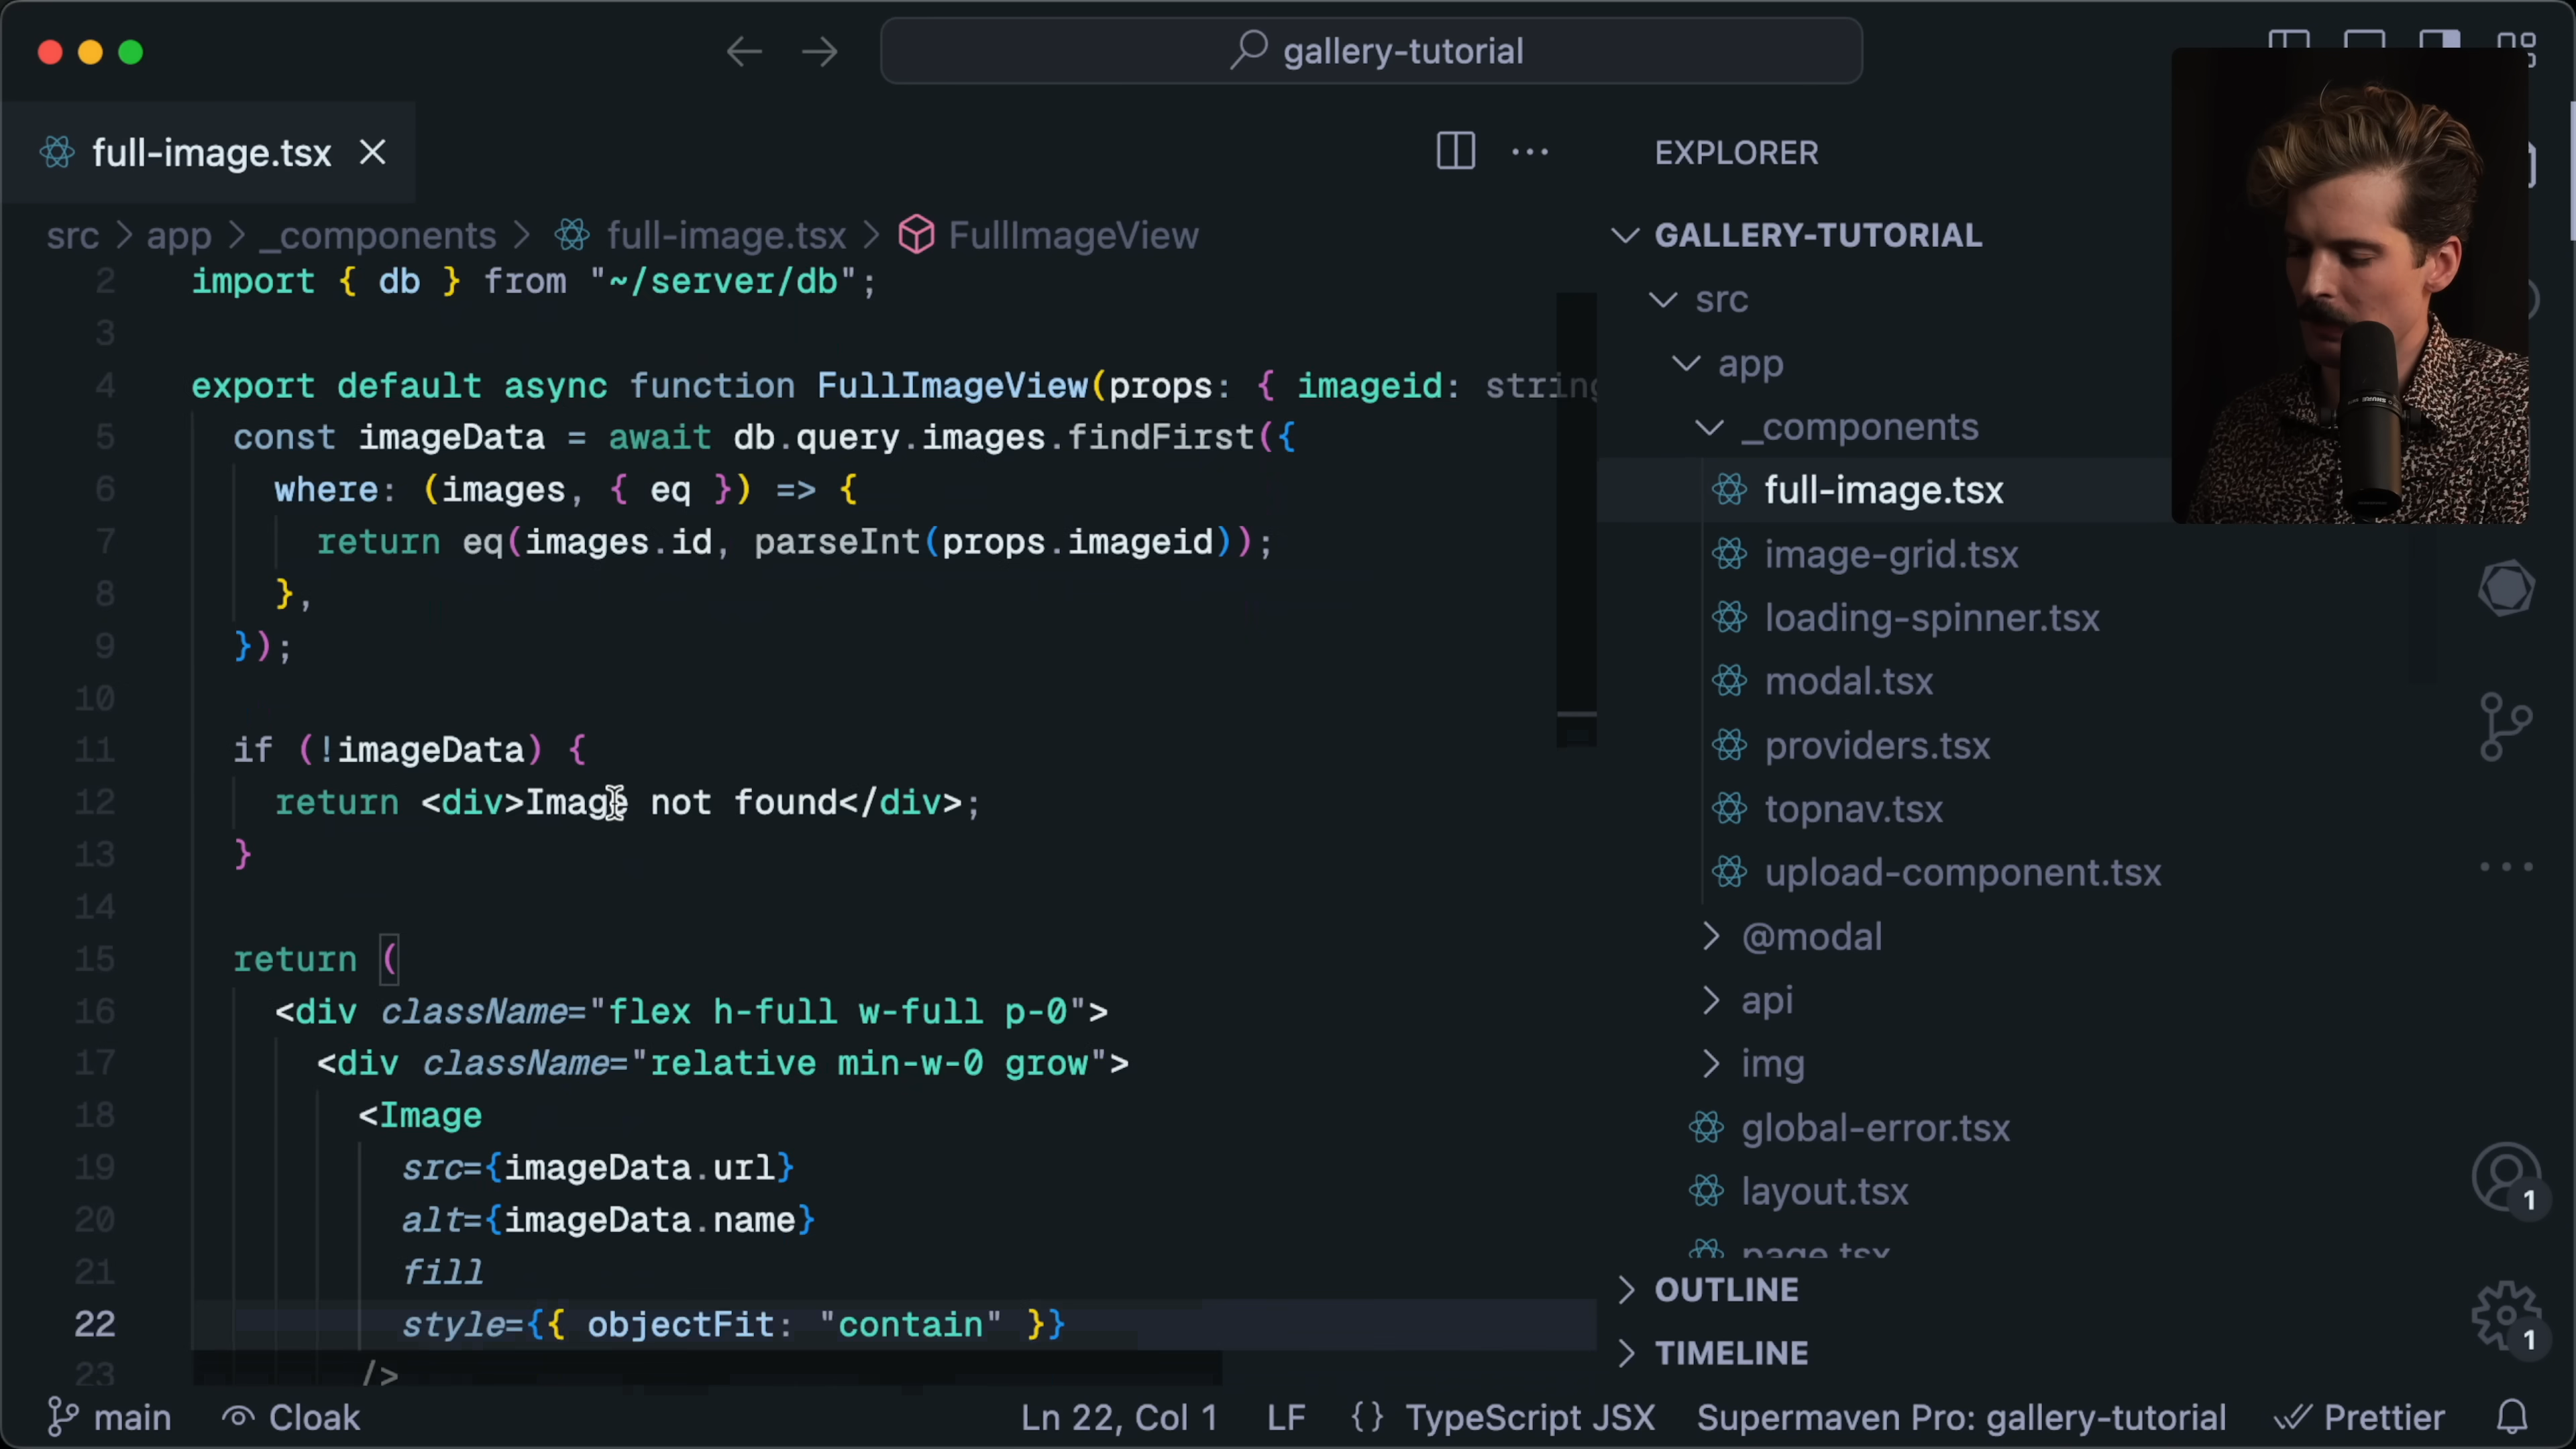 gallery-tutorial
full-image.tsx
src > app > _components > full-image.tsx > FullImageView
2 import { db } from "~/server/db";
3
4 export default async function FullImageView(props: { imageid: string
5 const imageData = await db.query.images.findFirst({
6 where: (images, { eq }) => {
7 return eq(images.id, parseInt(props.imageid));
8 },
9 });
10
11 if (!imageData) {
12 return <div>Image not found</div>;
13 }
14
15 return (
16 <div className="flex h-full w-full p-0">
17 <div className="relative min-w-0 grow">
18 <Image
19 src={imageData.url}
20 alt={imageData.name}
21 fill
22 style={{ objectFit: "contain" }}
23 />
EXPLORER
GALLERY-TUTORIAL
src
app
_components
full-image.tsx
image-grid.tsx
loading-spinner.tsx
modal.tsx
providers.tsx
topnav.tsx
upload-component.tsx
@modal
api
img
global-error.tsx
layout.tsx
page.tsx
OUTLINE
TIMELINE
1
1
main Cloak Ln 22, Col 1 LF {} TypeScript JSX Supermaven Pro: gallery-tutorial Prettier